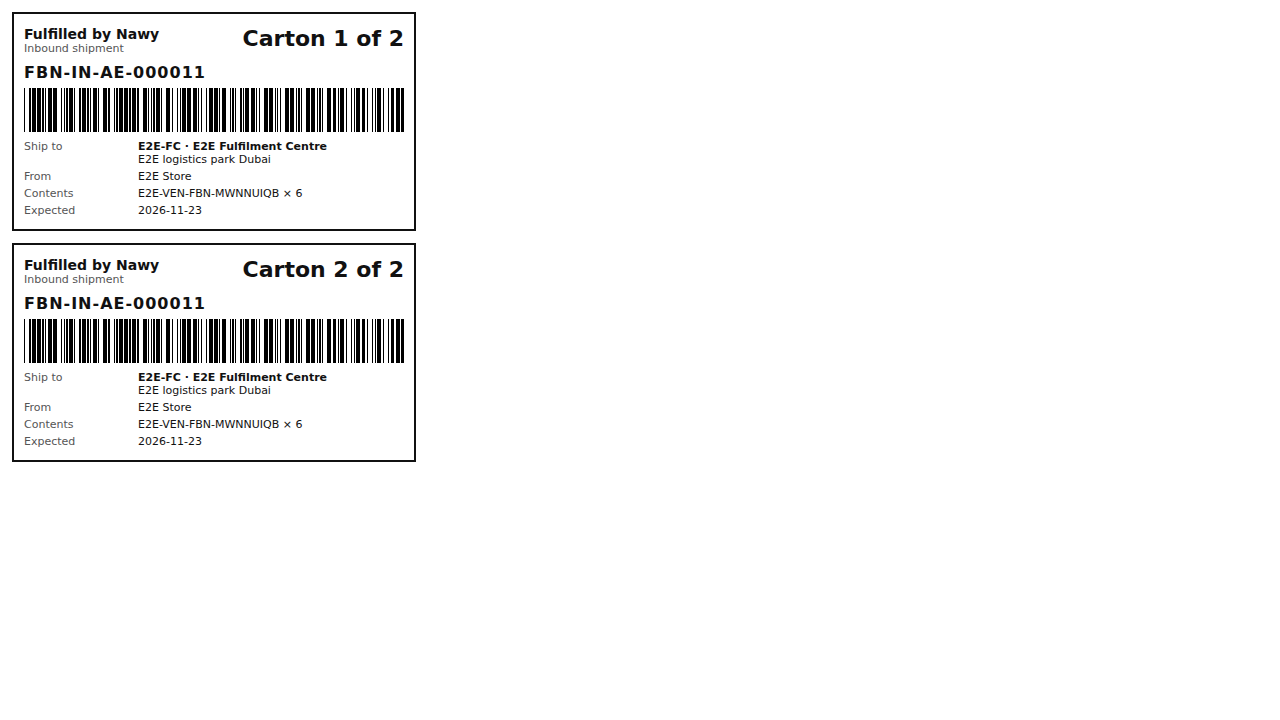 Fulfilled by Nawy
Inbound shipment
Carton 1 of 2
FBN-IN-AE-000011
Ship to
E2E-FC · E2E Fulfilment Centre
E2E logistics park Dubai
From
E2E Store
Contents
E2E-VEN-FBN-MWNNUIQB × 6
Expected
2026-11-23
Fulfilled by Nawy
Inbound shipment
Carton 2 of 2
FBN-IN-AE-000011
Ship to
E2E-FC · E2E Fulfilment Centre
E2E logistics park Dubai
From
E2E Store
Contents
E2E-VEN-FBN-MWNNUIQB × 6
Expected
2026-11-23